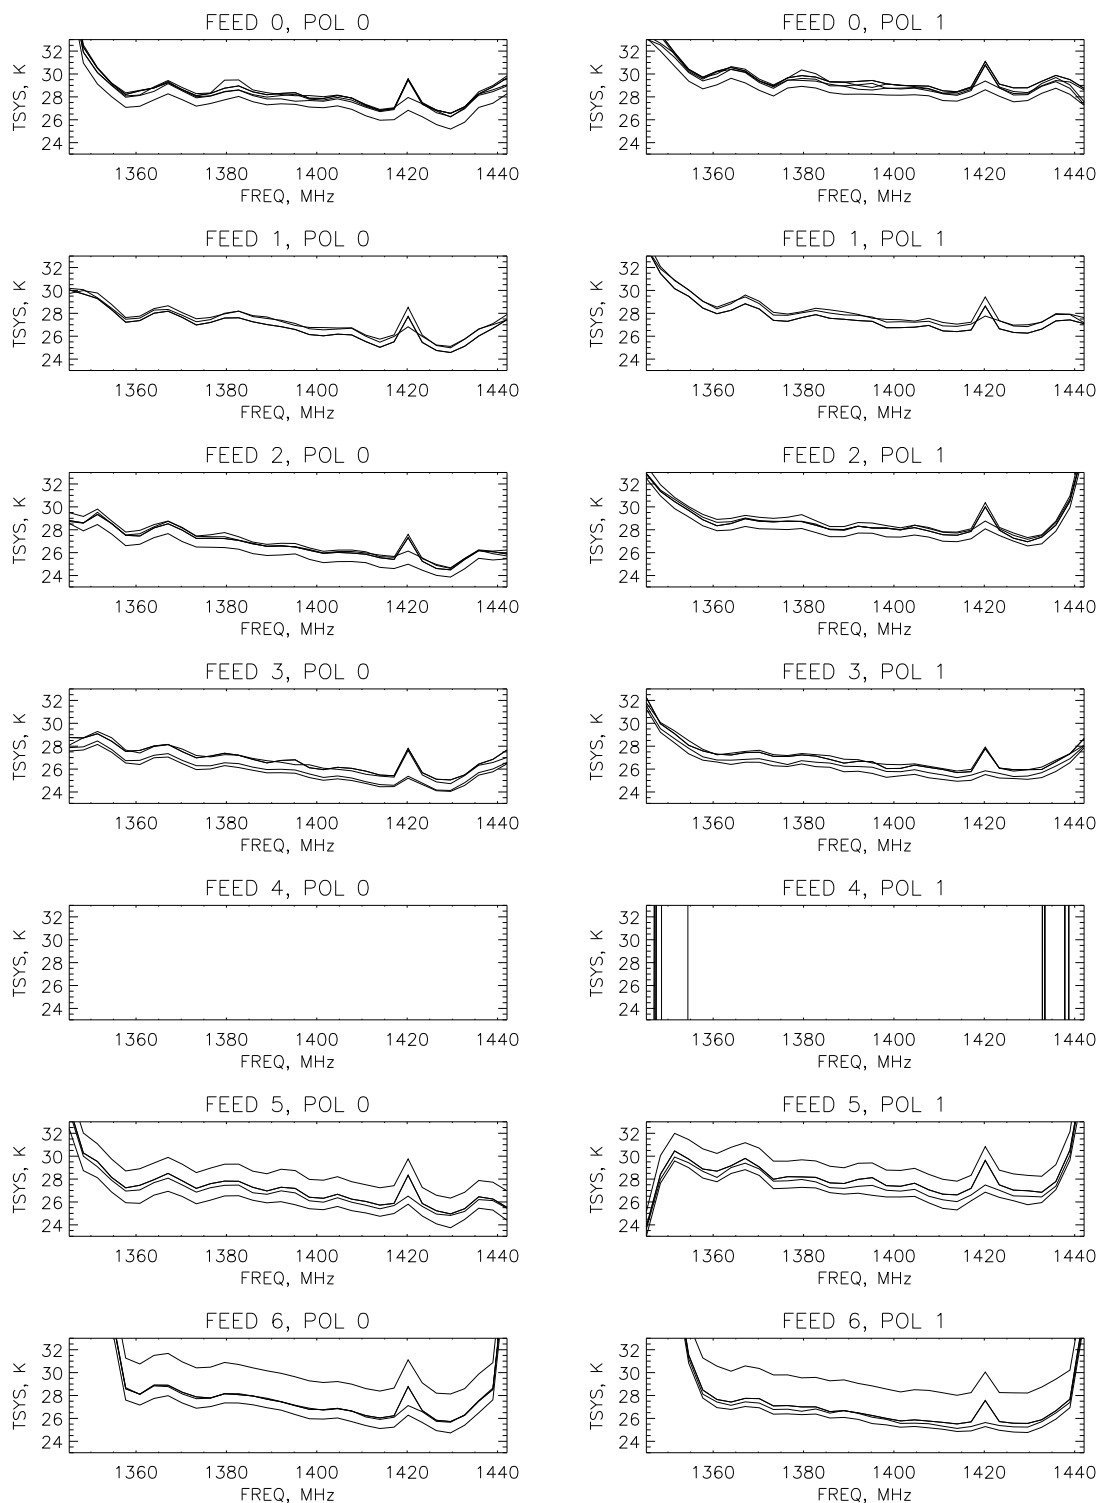 FEED 0, POL 0
TSYS, K
32
30
28
26
24
1360 1380 1400 1420 1440
FREQ, MHz
FEED 0, POL 1
TSYS, K
32
30
28
26
24
1360 1380 1400 1420 1440
FREQ, MHz
FEED 1, POL 0
TSYS, K
32
30
28
26
24
1360 1380 1400 1420 1440
FREQ, MHz
FEED 1, POL 1
TSYS, K
32
30
28
26
24
1360 1380 1400 1420 1440
FREQ, MHz
FEED 2, POL 0
TSYS, K
32
30
28
26
24
1360 1380 1400 1420 1440
FREQ, MHz
FEED 2, POL 1
TSYS, K
32
30
28
26
24
1360 1380 1400 1420 1440
FREQ, MHz
FEED 3, POL 0
TSYS, K
32
30
28
26
24
1360 1380 1400 1420 1440
FREQ, MHz
FEED 3, POL 1
TSYS, K
32
30
28
26
24
1360 1380 1400 1420 1440
FREQ, MHz
FEED 4, POL 0
TSYS, K
32
30
28
26
24
1360 1380 1400 1420 1440
FREQ, MHz
FEED 4, POL 1
TSYS, K
32
30
28
26
24
1360 1380 1400 1420 1440
FREQ, MHz
FEED 5, POL 0
TSYS, K
32
30
28
26
24
1360 1380 1400 1420 1440
FREQ, MHz
FEED 5, POL 1
TSYS, K
32
30
28
26
24
1360 1380 1400 1420 1440
FREQ, MHz
FEED 6, POL 0
TSYS, K
32
30
28
26
24
1360 1380 1400 1420 1440
FREQ, MHz
FEED 6, POL 1
TSYS, K
32
30
28
26
24
1360 1380 1400 1420 1440
FREQ, MHz